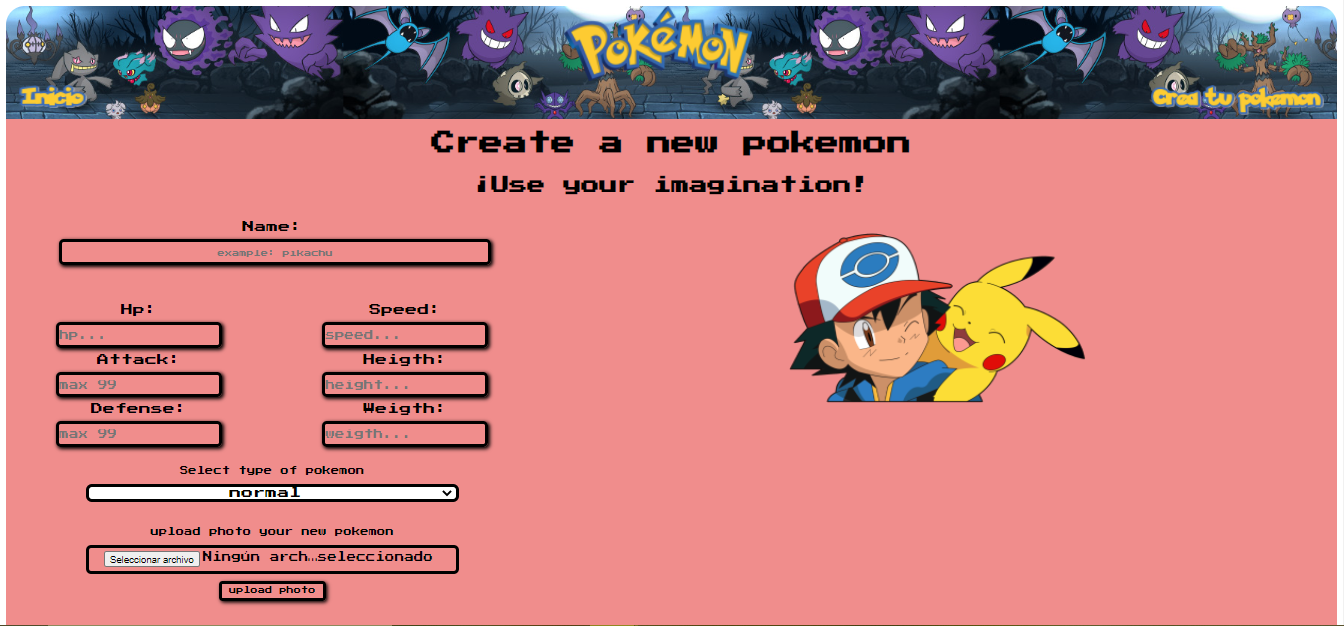 POKéMON
Inicio
Crea tu pokemon
Create a new pokemon
¡Use your imagination!
Name:
example: pikachu
Hp:
Speed:
hp...
speed...
Attack:
Heigth:
max 99
height...
Defense:
Weigth:
max 99
weigth...
Select type of pokemon
normal
upload photo your new pokemon
Seleccionar archivo Ningún arch...seleccionado
upload photo